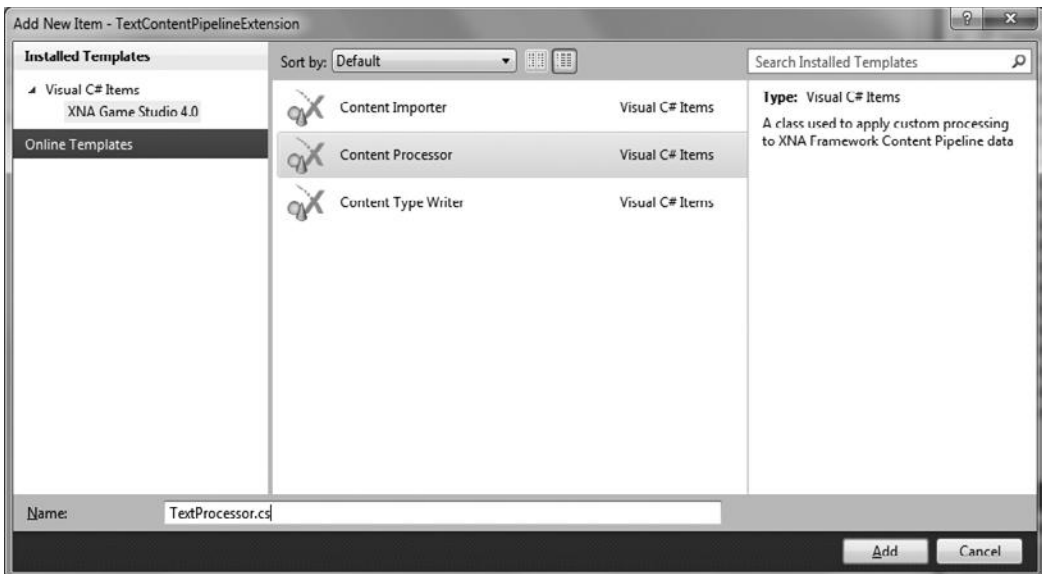 Add New Item - TextContentPipelineExtension
Installed Templates
Visual C# Items
XNA Game Studio 4.0
Online Templates
Sort by: Default
Content Importer Visual C# Items
Content Processor Visual C# Items
Content Type Writer Visual C# Items
Search Installed Templates
Type: Visual C# Items
A class used to apply custom processing
to XNA Framework Content Pipeline data
Name: TextProcessor.cs
Add Cancel